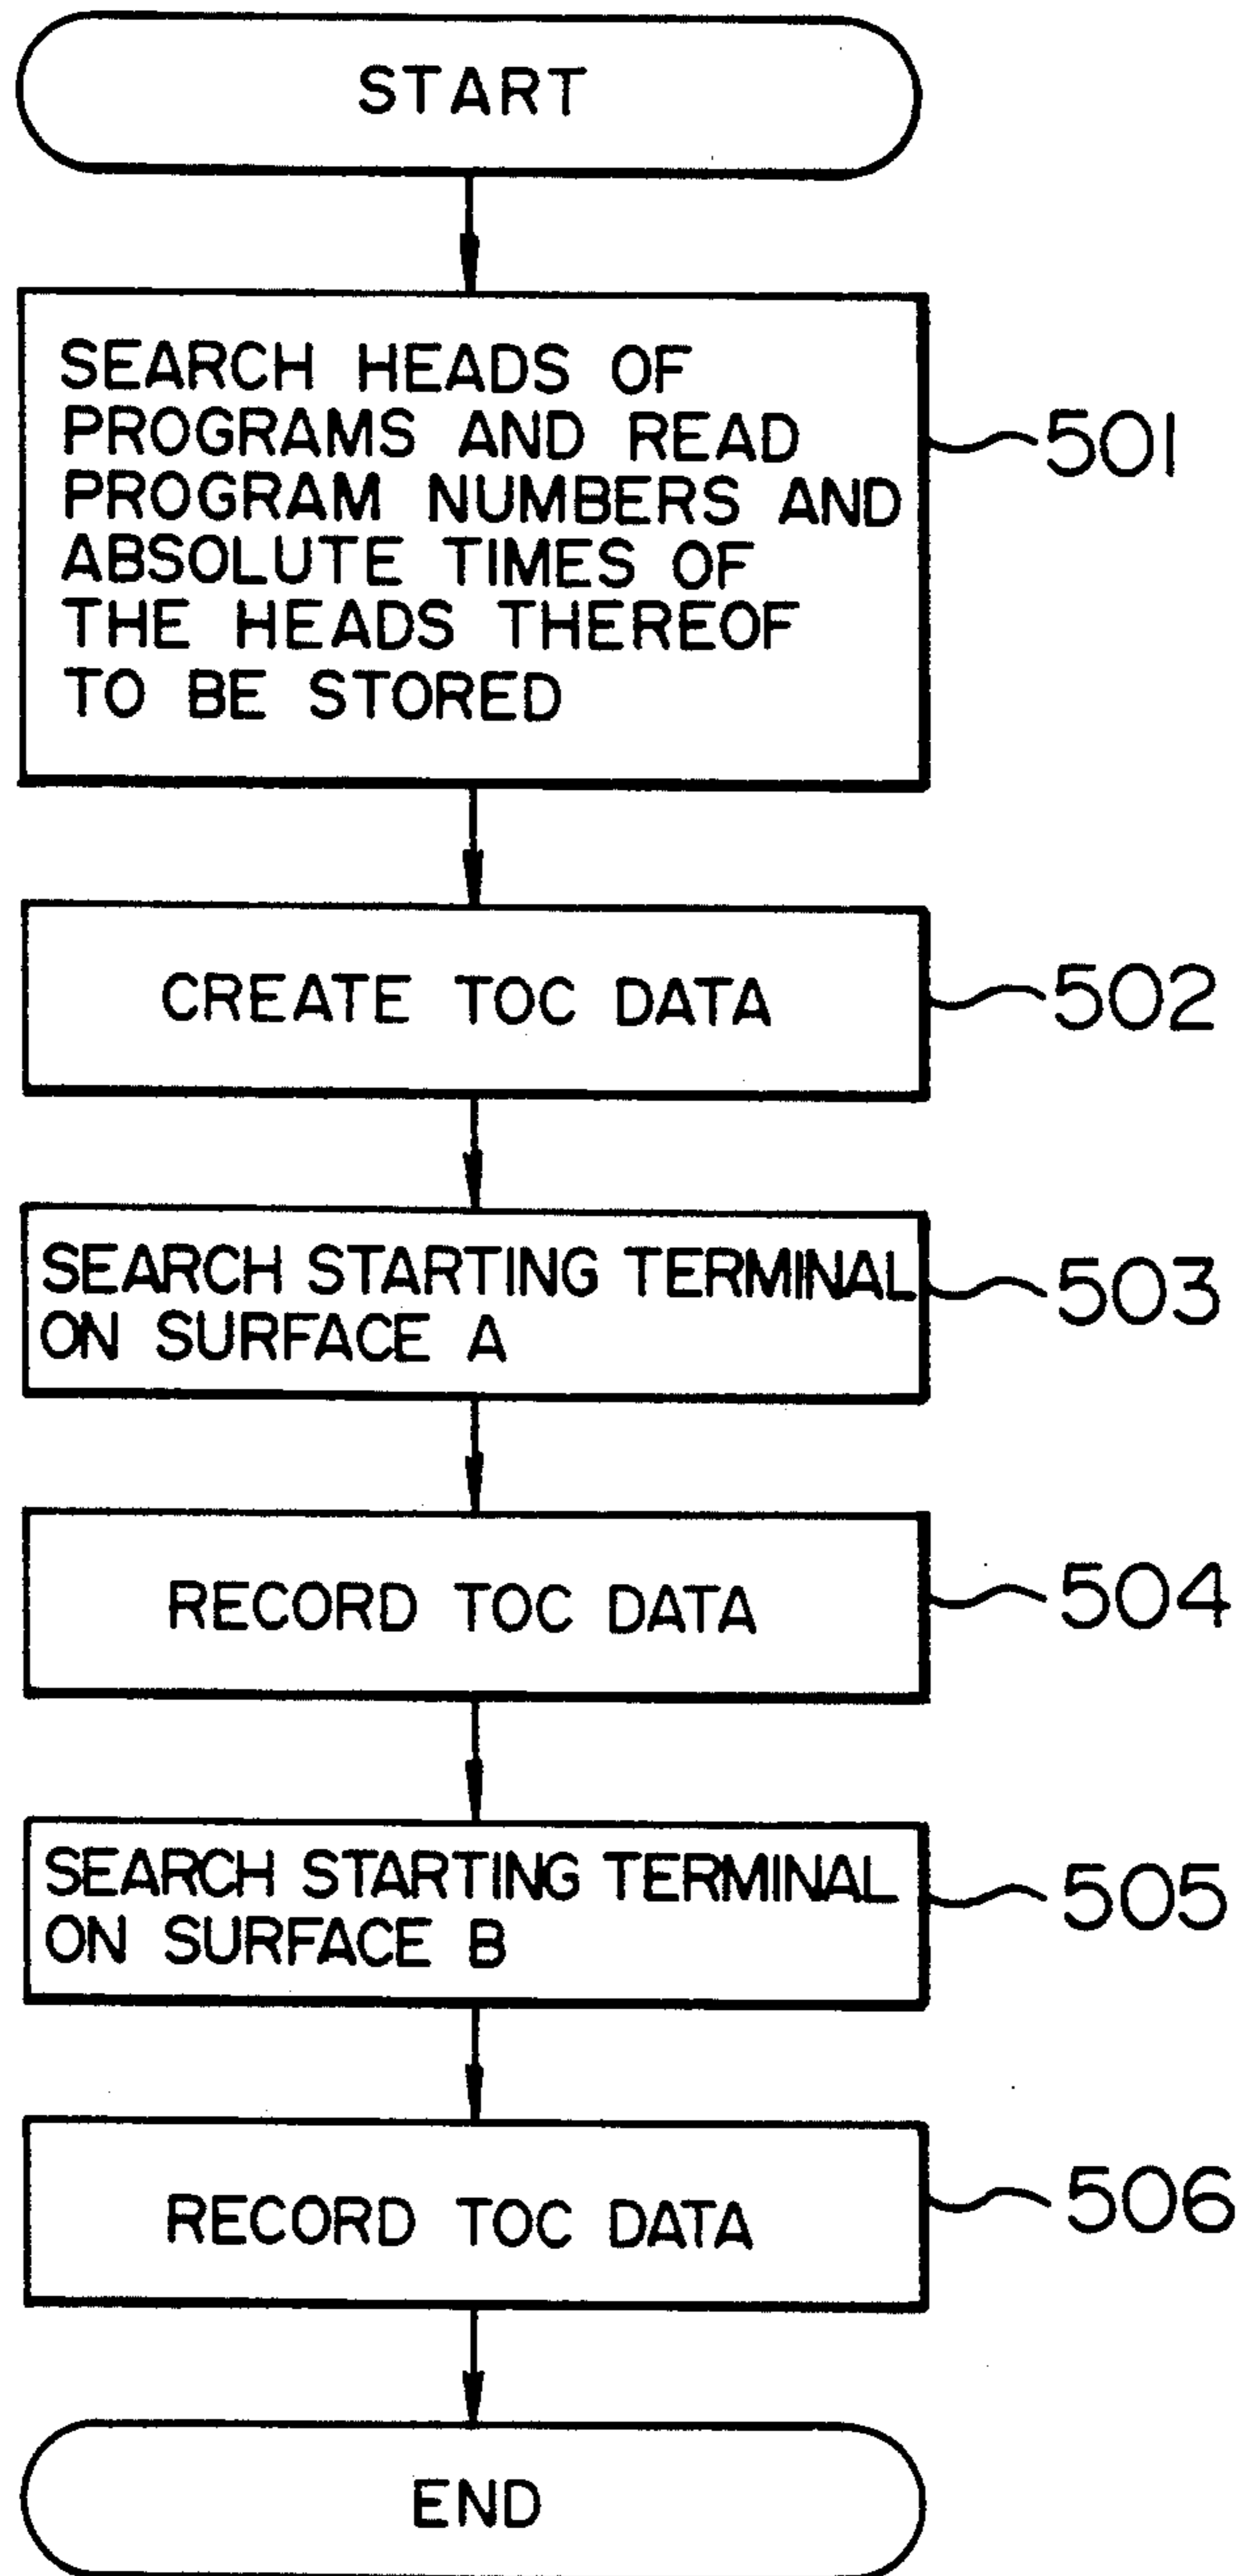 START
SEARCH HEADS OF
PROGRAMS AND READ
PROGRAM NUMBERS AND
ABSOLUTE TIMES OF
THE HEADS THEREOF
TO BE STORED
501
CREATE TOC DATA
502
SEARCH STARTING TERMINAL
ON SURFACE A
503
RECORD TOC DATA
504
SEARCH STARTING TERMINAL
ON SURFACE B
505
RECORD TOC DATA
506
END